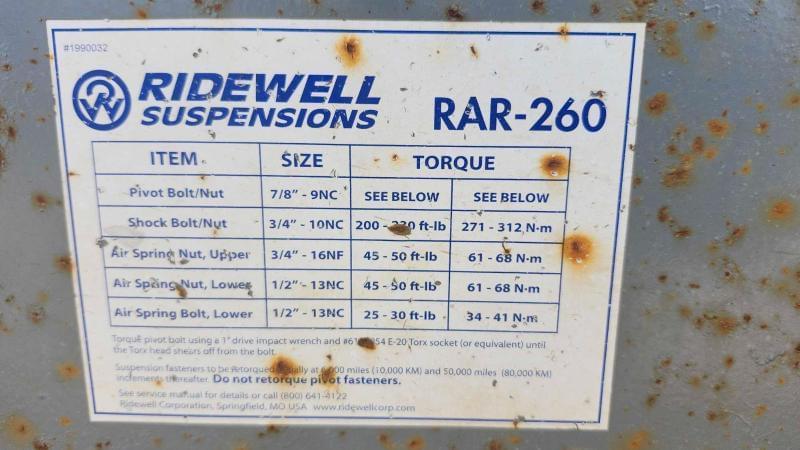 #1990032
RIDEWELL
SUSPENSIONS
RAR-260
ITEM SIZE TORQUE
Pivot Bolt/Nut 7/8" - 9NC SEE BELOW SEE BELOW
Shock Bolt/Nut 3/4" - 10NC 200 - ft-lb 271 - 312 N·m
Air Spring Nut, Upper 3/4" - 16NF 45 - 50 ft-lb 61 - 68 N·m
Air Spring Nut, Lower 1/2" - 13NC 45 - 50 ft-lb 61 - 68 N·m
Air Spring Bolt, Lower 1/2" - 13NC 25 - 30 ft-lb 34 - 41 N·m
Torque pivot bolt using a 1" drive impact wrench and E-20 Torx socket (or equivalent) until
the Torx head shears off from the bolt.
Suspension fasteners to be Retorqued at miles (10,000 KM) and 50,000 miles (80,000 KM)
increments thereafter. Do not retorque pivot fasteners.
See service manual for details or call (800) 641-4122
Ridewell Corporation, Springfield, MO USA www.ridewellcorp.com